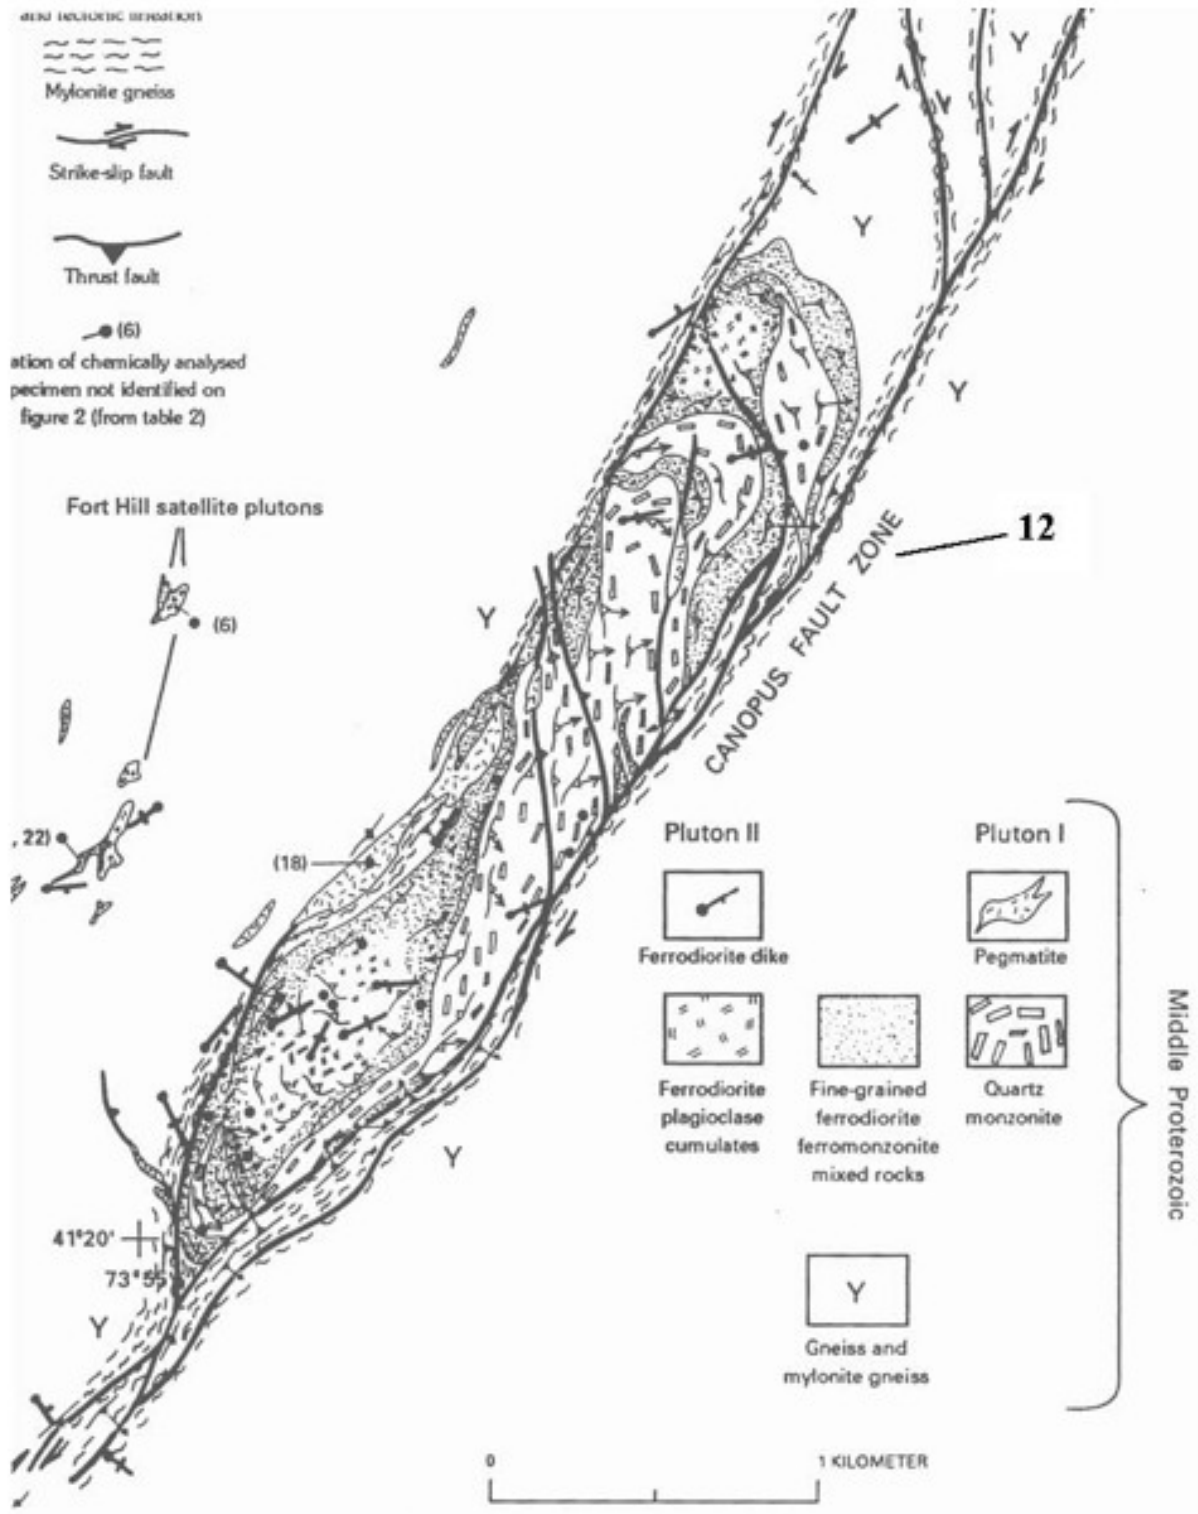 and tectonic lineation
Mylonite gneiss
Strike-slip fault
Thrust fault
(6)
ation of chemically analysed
pecimen not identified on
figure 2 (from table 2)
Fort Hill satellite plutons
(6)
, 22)
(18)
Y
Y
Y
Y
Y
Y
Y
12
CANOPUS FAULT ZONE
Pluton II
Pluton I
Ferrodiorite dike
Pegmatite
Ferrodiorite
plagioclase
cumulates
Fine-grained
ferrodiorite
ferromonzonite
mixed rocks
Quartz
monzonite
Middle Proterozoic
Y
Gneiss and
mylonite gneiss
41°20'
73°55'
0
1 KILOMETER